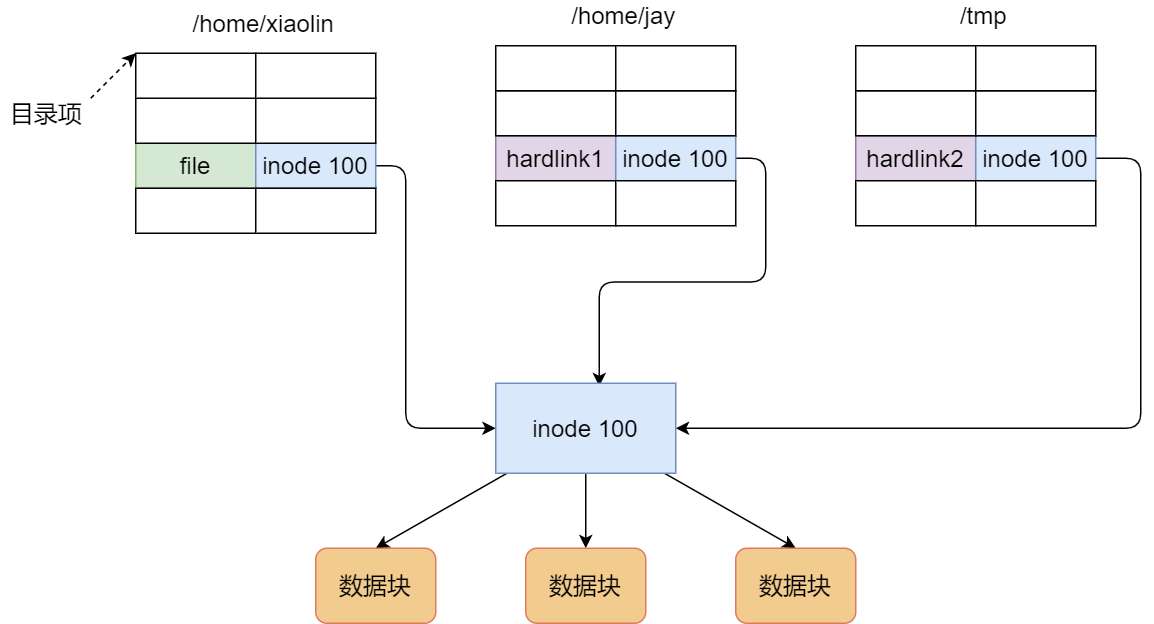 /home/xiaolin
/home/jay
/tmp
目录项
file
inode 100
hardlink1
inode 100
hardlink2
inode 100
inode 100
数据块
数据块
数据块